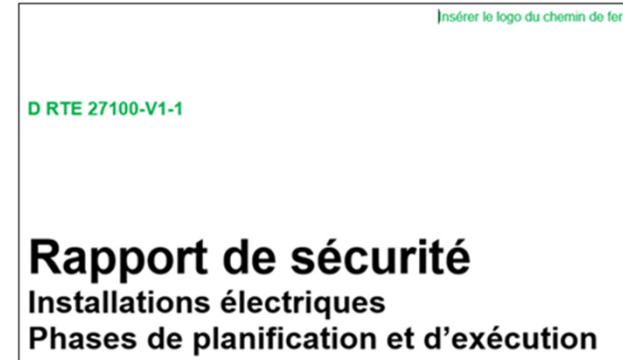 Insérer le logo du chemin de fer
D RTE 27100-V1-1
Rapport de sécurité
Installations électriques
Phases de planification et d’exécution